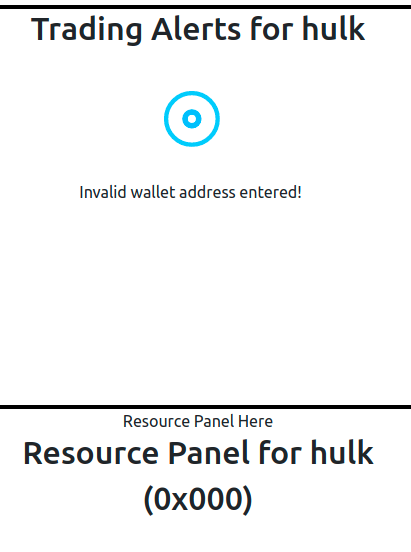 Trading Alerts for hulk
Invalid wallet address entered!
Resource Panel Here
Resource Panel for hulk
(0x000)